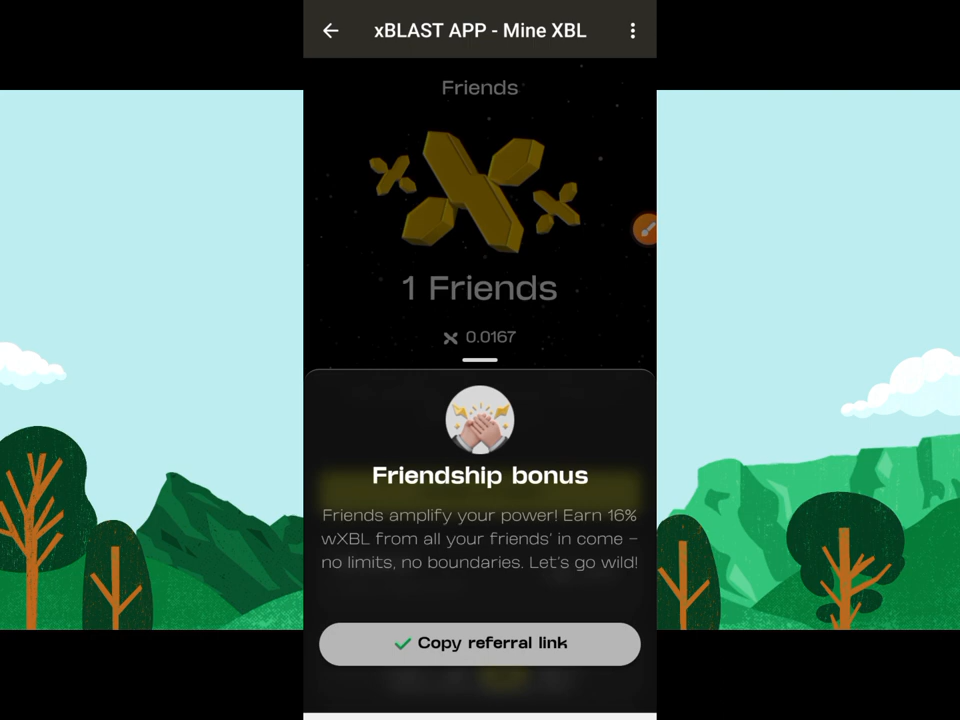 xBLAST APP - Mine XBL
Friends
1 Friends
0.0167
Friendship bonus
Friends amplify your power! Earn 16%
wXBL from all your friends' in come –
no limits, no boundaries. Let's go wild!
Copy referral link